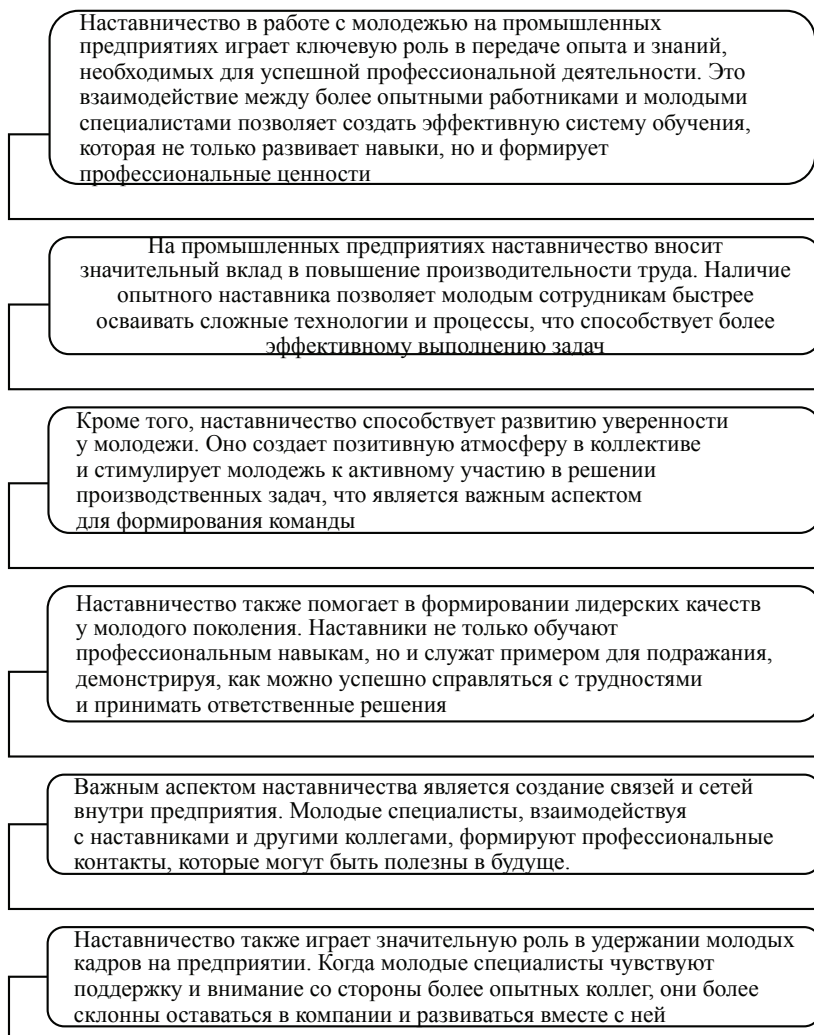 Наставничество в работе с молодежью на промышленных
предприятиях играет ключевую роль в передаче опыта и знаний,
необходимых для успешной профессиональной деятельности. Это
взаимодействие между более опытными работниками и молодыми
специалистами позволяет создать эффективную систему обучения,
которая не только развивает навыки, но и формирует
профессиональные ценности
На промышленных предприятиях наставничество вносит
значительный вклад в повышение производительности труда. Наличие
опытного наставника позволяет молодым сотрудникам быстрее
осваивать сложные технологии и процессы, что способствует более
эффективному выполнению задач
Кроме того, наставничество способствует развитию уверенности
у молодежи. Оно создает позитивную атмосферу в коллективе
и стимулирует молодежь к активному участию в решении
производственных задач, что является важным аспектом
для формирования команды
Наставничество также помогает в формировании лидерских качеств
у молодого поколения. Наставники не только обучают
профессиональным навыкам, но и служат примером для подражания,
демонстрируя, как можно успешно справляться с трудностями
и принимать ответственные решения
Важным аспектом наставничества является создание связей и сетей
внутри предприятия. Молодые специалисты, взаимодействуя
с наставниками и другими коллегами, формируют профессиональные
контакты, которые могут быть полезны в будуще.
Наставничество также играет значительную роль в удержании молодых
кадров на предприятии. Когда молодые специалисты чувствуют
поддержку и внимание со стороны более опытных коллег, они более
склонны оставаться в компании и развиваться вместе с ней